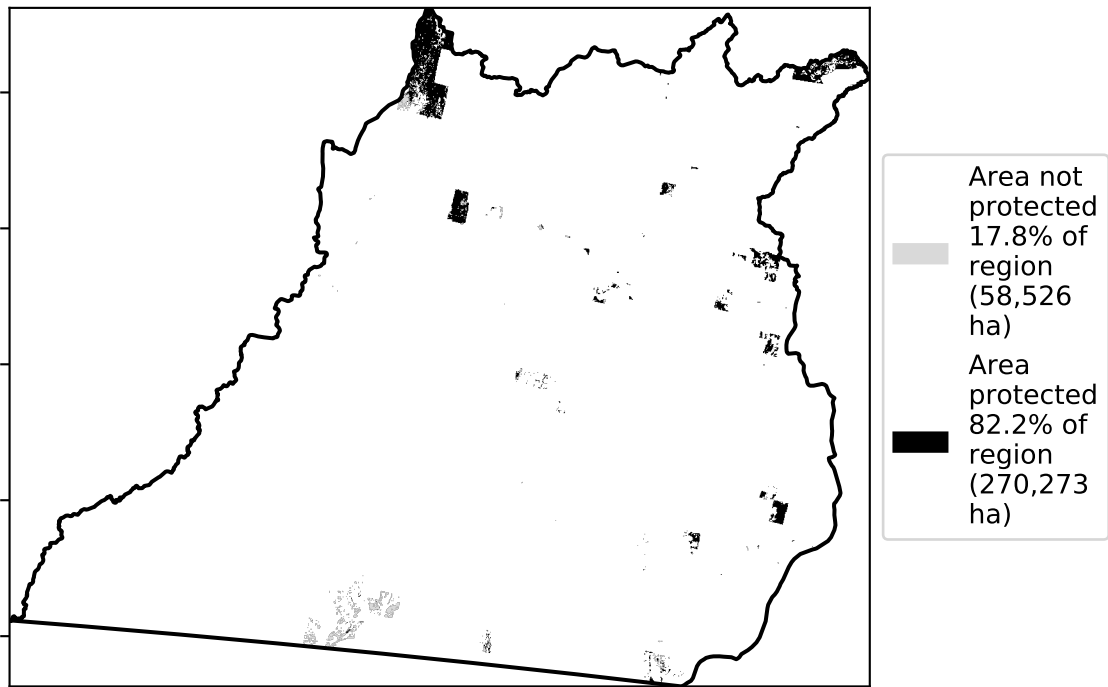 Area not
protected
17.8% of
region
(58,526
ha)
Area
protected
82.2% of
region
(270,273
ha)